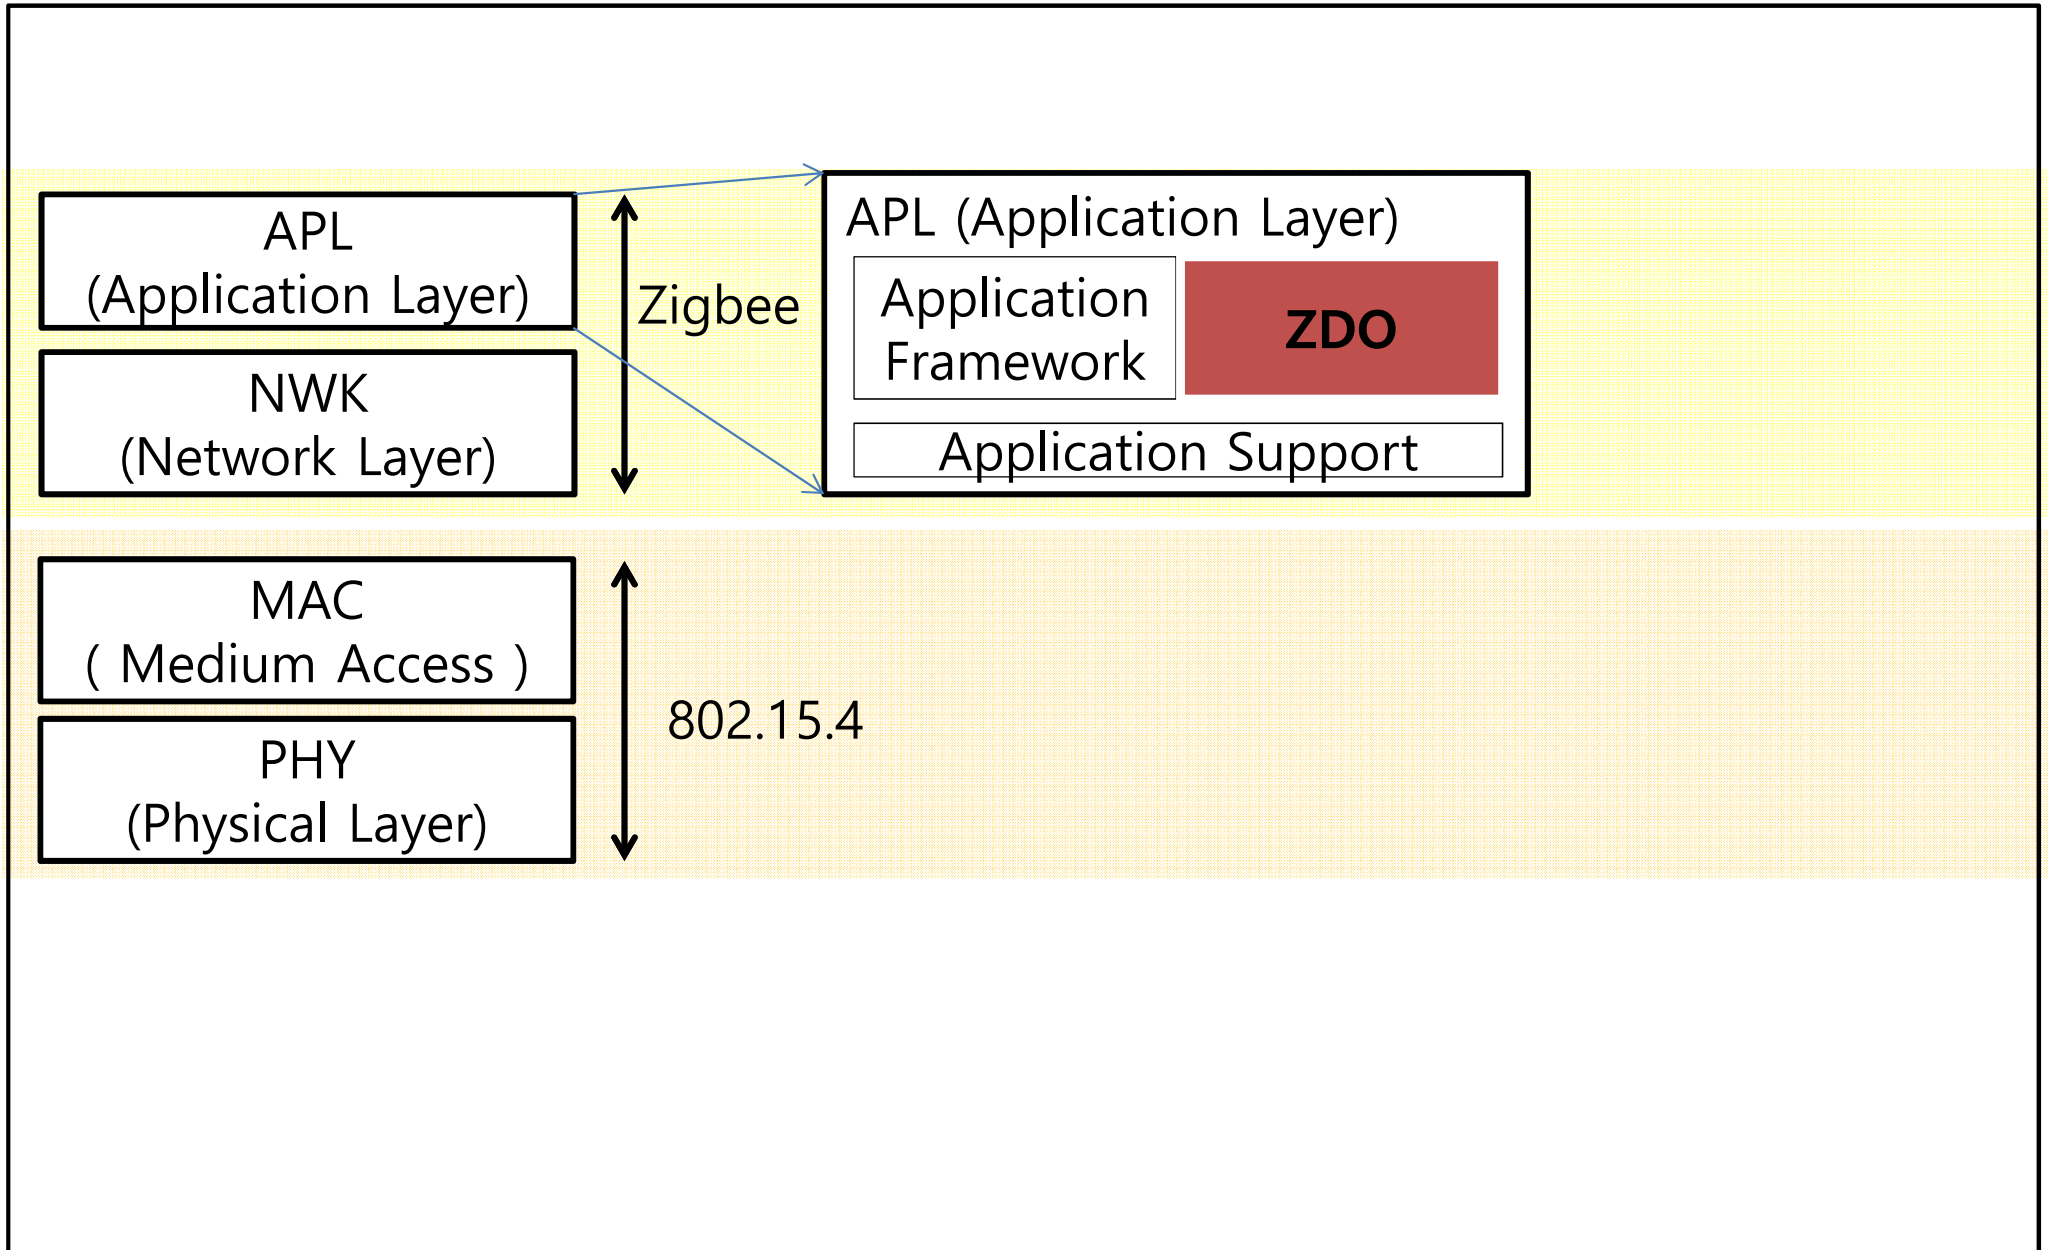 APL
(Application Layer)
NWK
(Network Layer)
Zigbee
APL (Application Layer)
Application
Framework
ZDO
Application Support
MAC
( Medium Access )
PHY
(Physical Layer)
802.15.4